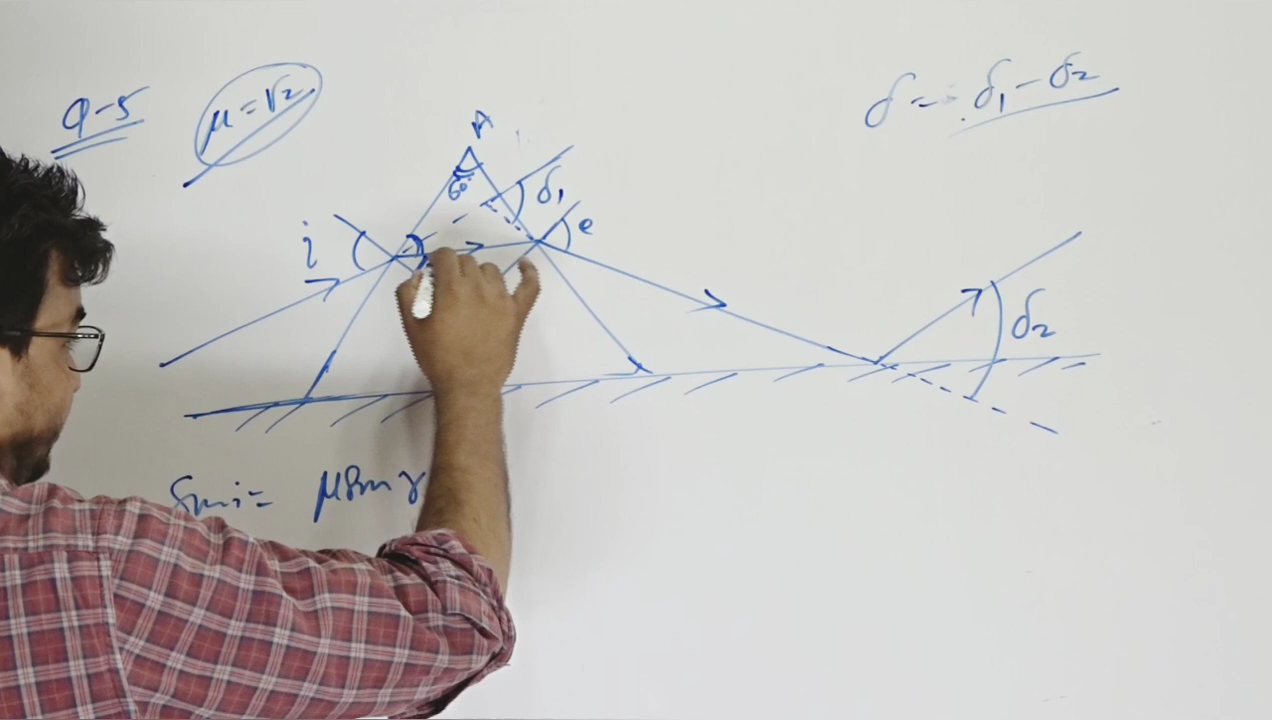 Q-5
μ=√2
δ = δ₁-δ₂
A
60
δ₁
e
i
δ₂
Sin i = μ Sin r